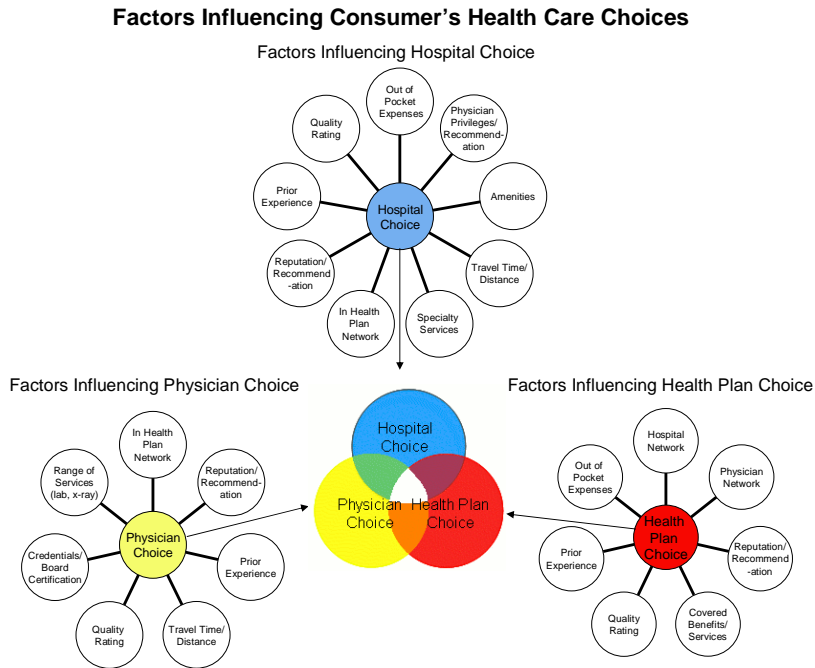 Factors Influencing Consumer’s Health Care Choices
Factors Influencing Hospital Choice
Out of
Pocket
Expenses
Physician
Privileges/
Recommend-
ation
Quality
Rating
Amenities
Prior
Experience
Hospital
Choice
Reputation/
Recommend
-ation
Travel Time/
Distance
In Health
Plan
Network
Specialty
Services
Factors Influencing Physician Choice
In Health
Plan
Network
Range of
Services
(lab, x-ray)
Reputation/
Recommend-
ation
Physician
Choice
Credentials/
Board
Certification
Prior
Experience
Quality
Rating
Travel Time/
Distance
Hospital
Choice
Physician
Choice
Health Plan
Choice
Factors Influencing Health Plan Choice
Hospital
Network
Out of
Pocket
Expenses
Physician
Network
Health
Plan
Choice
Prior
Experience
Reputation/
Recommend
-ation
Quality
Rating
Covered
Benefits/
Services